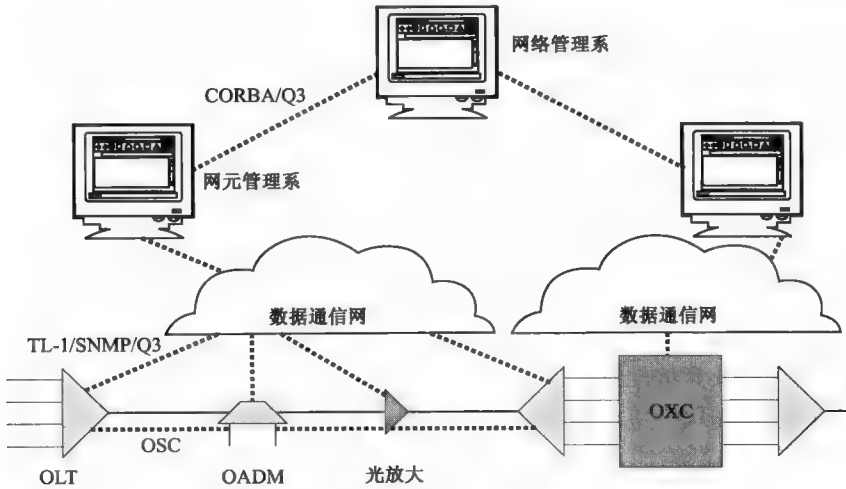 网络管理系
CORBA/Q3
网元管理系
数据通信网
数据通信网
TL-1/SNMP/Q3
OXC
OSC
OLT
OADM
光放大